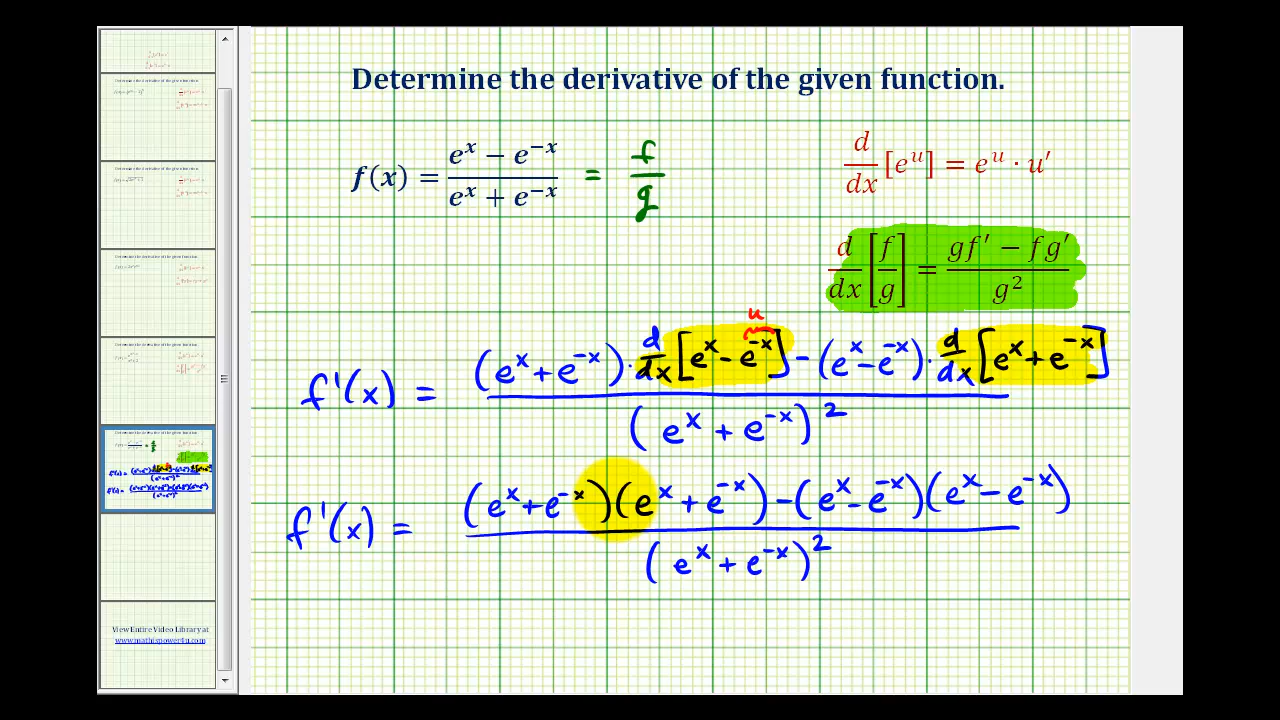 Determine the derivative of the given function.
f(x) = (e^x − e^−x)/(e^x + e^−x) = f/g
d/dx [e^u] = e^u · u′
d/dx [f/g] = (gf′ − fg′)/g^2
u
f'(x) = ((e^x + e^−x) · d/dx [e^x − e^−x] − (e^x − e^−x) · d/dx [e^x + e^−x])/(e^x + e^−x)^2
f'(x) = ((e^x + e^−x)(e^x + e^−x) − (e^x − e^−x)(e^x − e^−x))/(e^x + e^−x)^2
View Entire Video Library at
www.mathispower4u.com